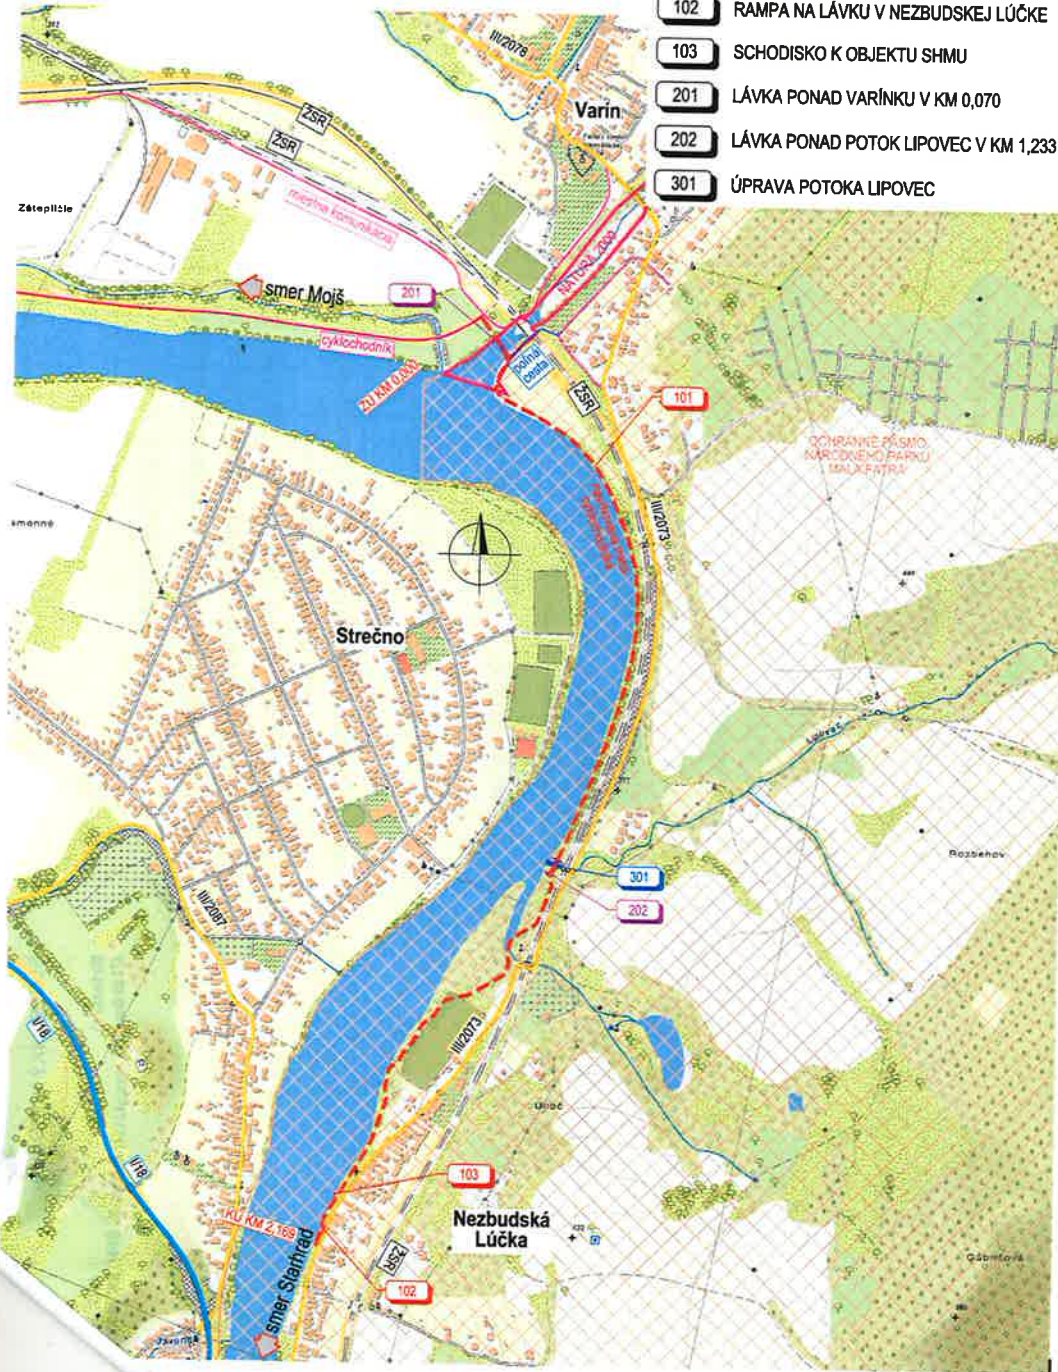 102 RAMPA NA LÁVKU V NEZBUDSKEJ LÚČKE
103 SCHODISKO K OBJEKTU SHMU
201 LÁVKA PONAD VARÍNKU V KM 0,070
202 LÁVKA PONAD POTOK LIPOVEC V KM 1,233
301 ÚPRAVA POTOKA LIPOVEC
III/2078
Varín
ŽSR
ŽSR
miestna komunikácia
Zátepličie
NATURA 2000
smer Mojš
201
cyklochodník
poľná
cesta
ZÚ KM 0,000
ŽSR
101
OCHRANNÉ PÁSMO
NÁRODNÉHO PARKU
MALÁ FATRA
III/2073
Strečno
Lipovec
Rozbehov
301
202
III/2087
I/18
III/2073
I/18
103
Nezbudská
Lúčka
KÚ KM 2,169
ŽSR
smer Starhrad
102